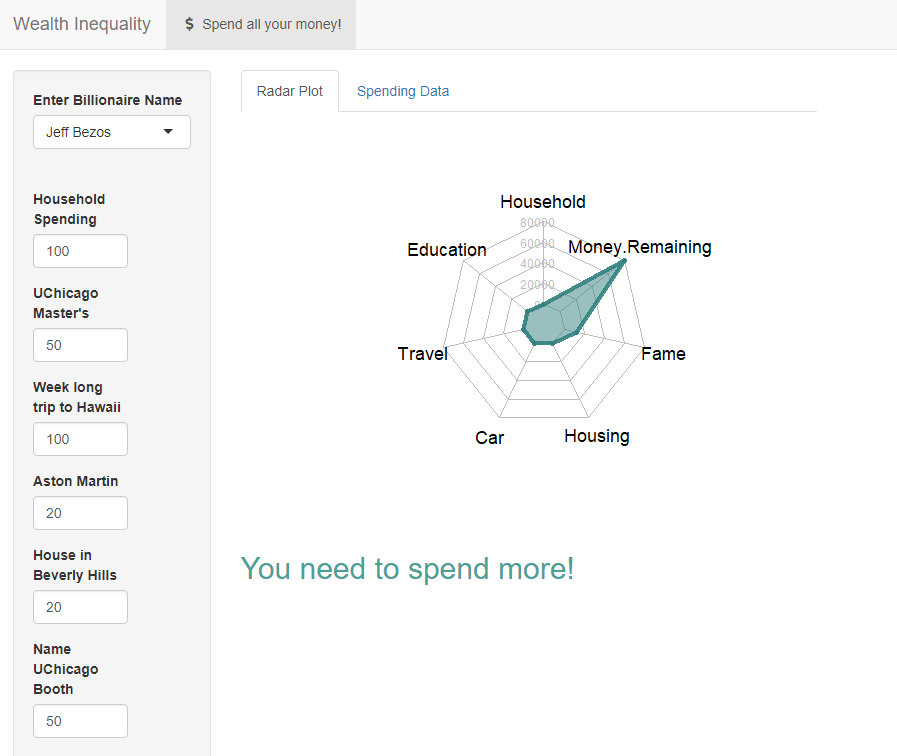 Wealth Inequality
$ Spend all your money!
Enter Billionaire Name
Jeff Bezos
Household
Spending
100
UChicago
Master's
50
Week long
trip to Hawaii
100
Aston Martin
20
House in
Beverly Hills
20
Name
UChicago
Booth
50
Radar Plot
Spending Data
Household
80000
Education
60000
Money.Remaining
40000
20000
Travel
Fame
Car
Housing
You need to spend more!